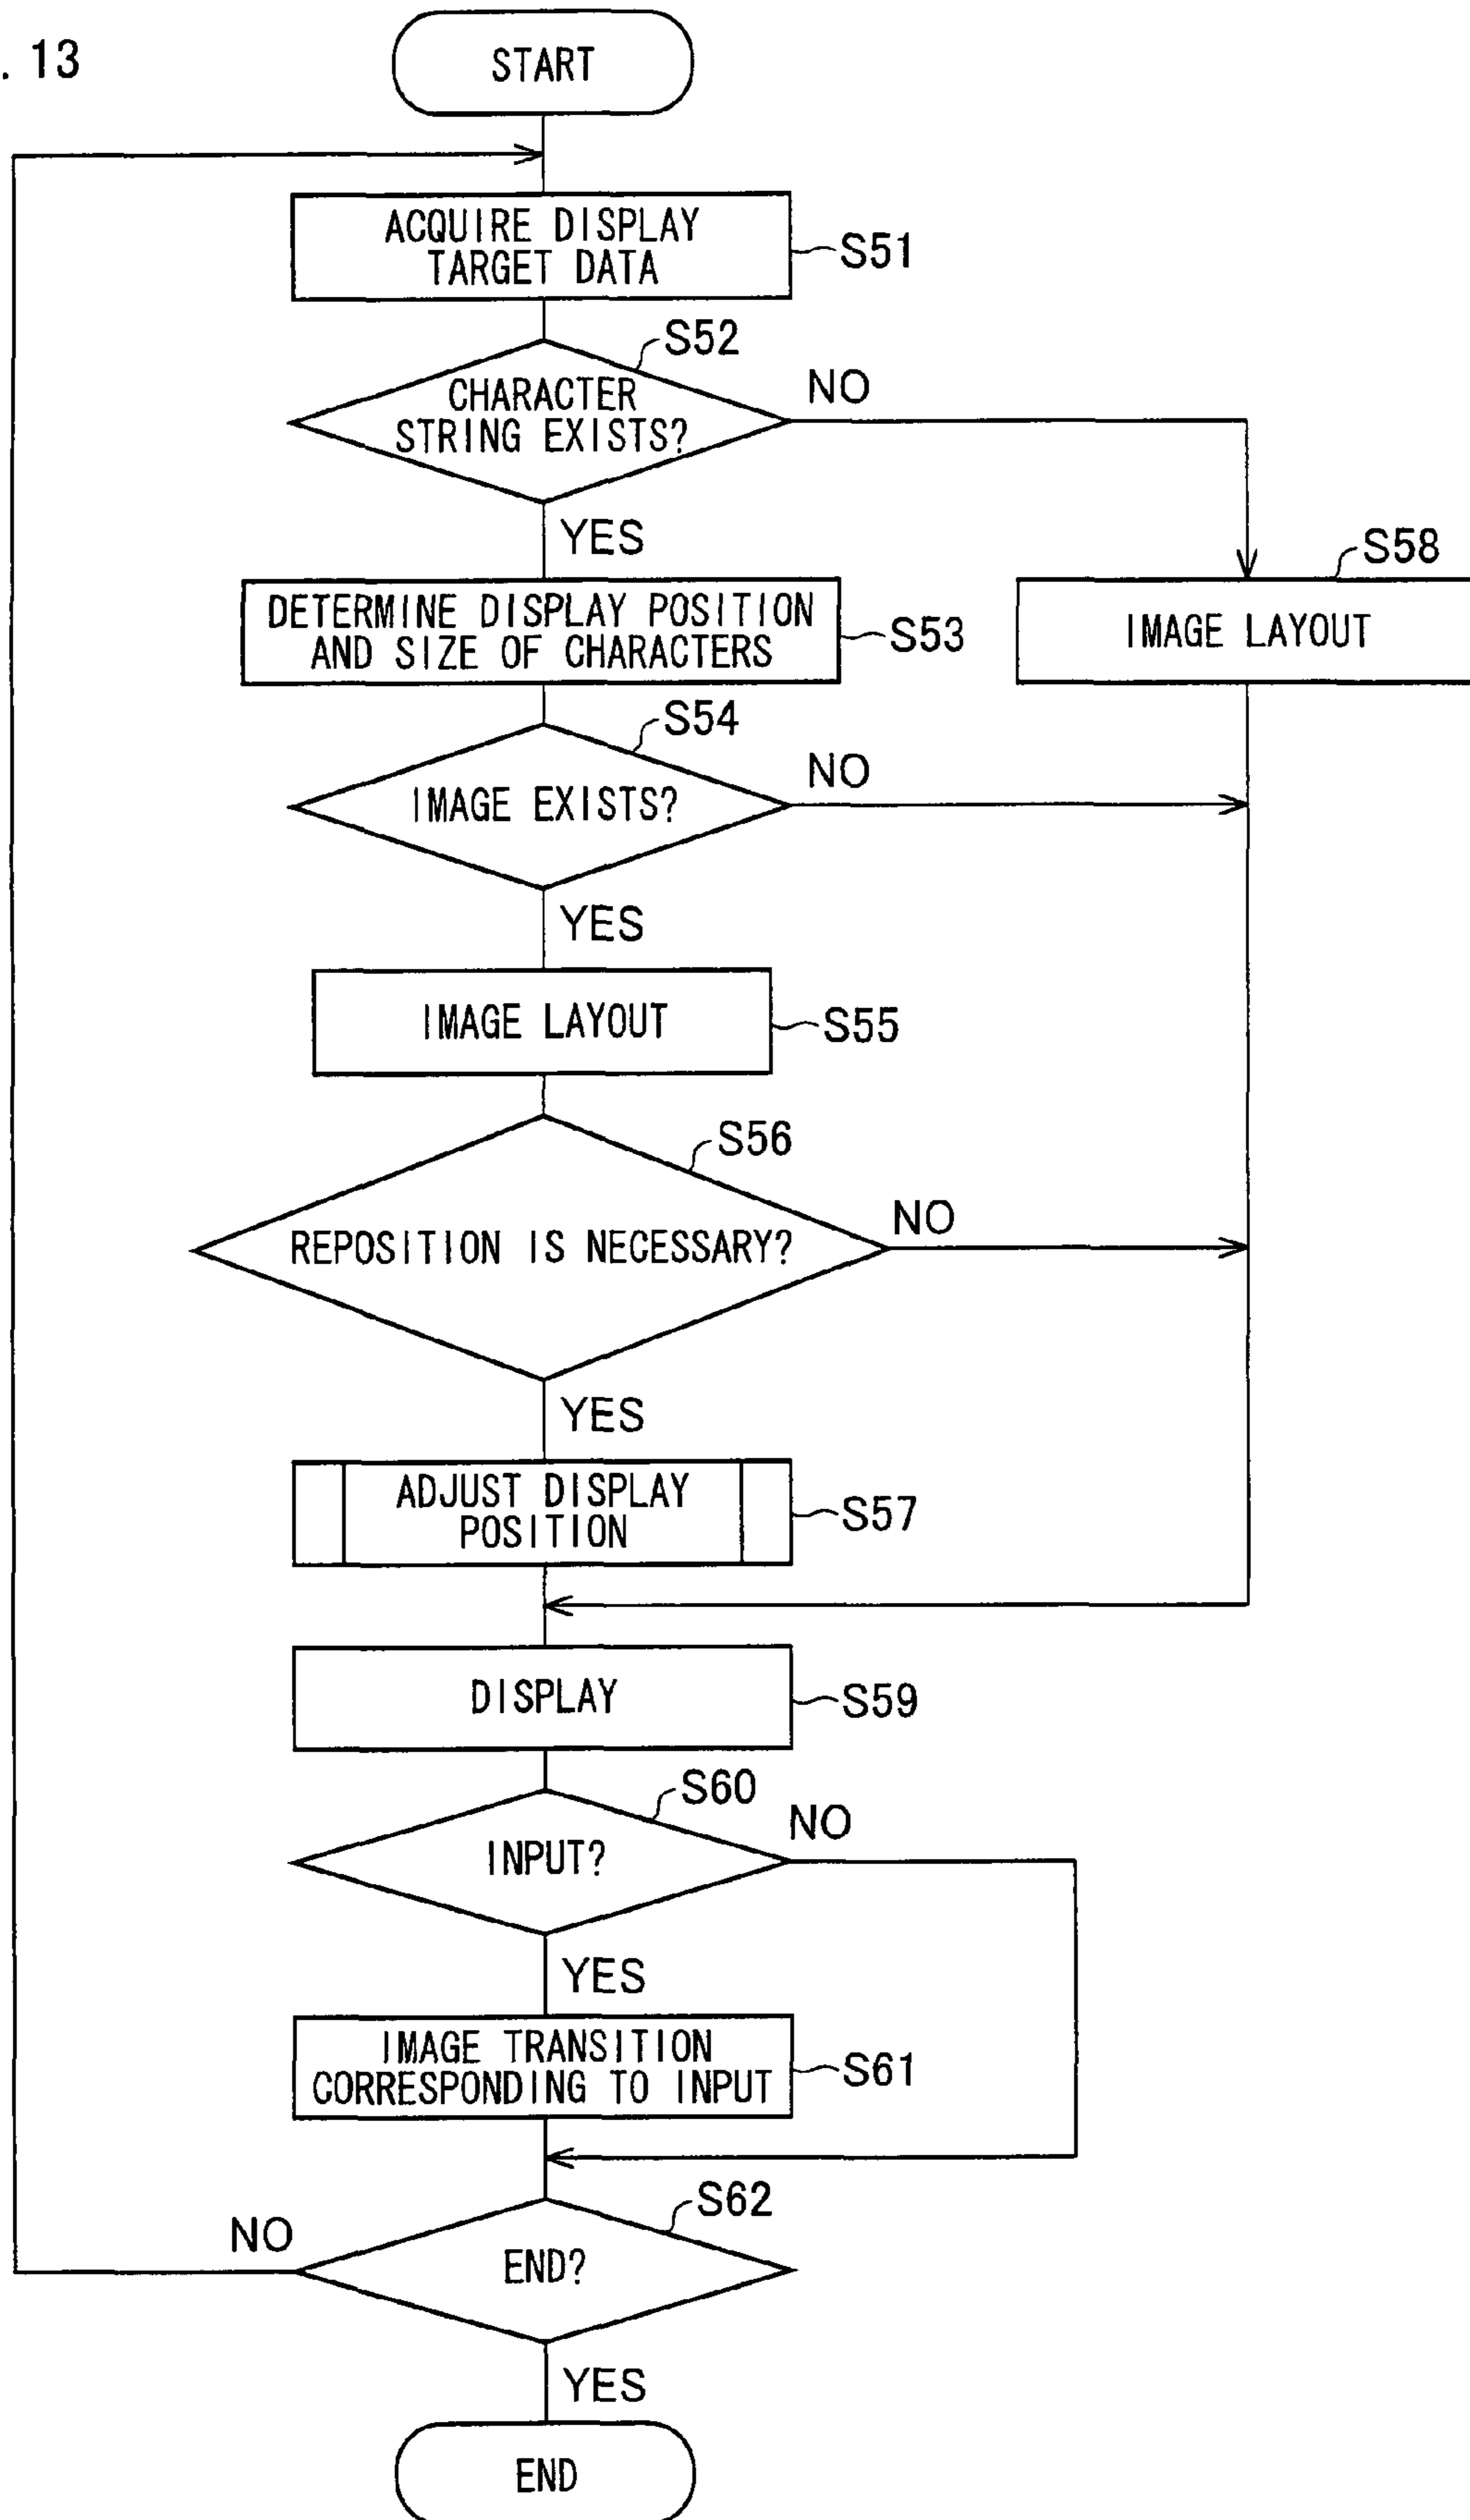 . 13
START
ACQUIRE DISPLAY
TARGET DATA
S51
S52
CHARACTER
STRING EXISTS?
NO
YES
S58
DETERMINE DISPLAY POSITION
AND SIZE OF CHARACTERS
S53
IMAGE LAYOUT
S54
IMAGE EXISTS?
NO
YES
IMAGE LAYOUT
S55
S56
REPOSITION IS NECESSARY?
NO
YES
ADJUST DISPLAY
POSITION
S57
DISPLAY
S59
S60
INPUT?
NO
YES
IMAGE TRANSITION
CORRESPONDING TO INPUT
S61
S62
NO
END?
YES
END